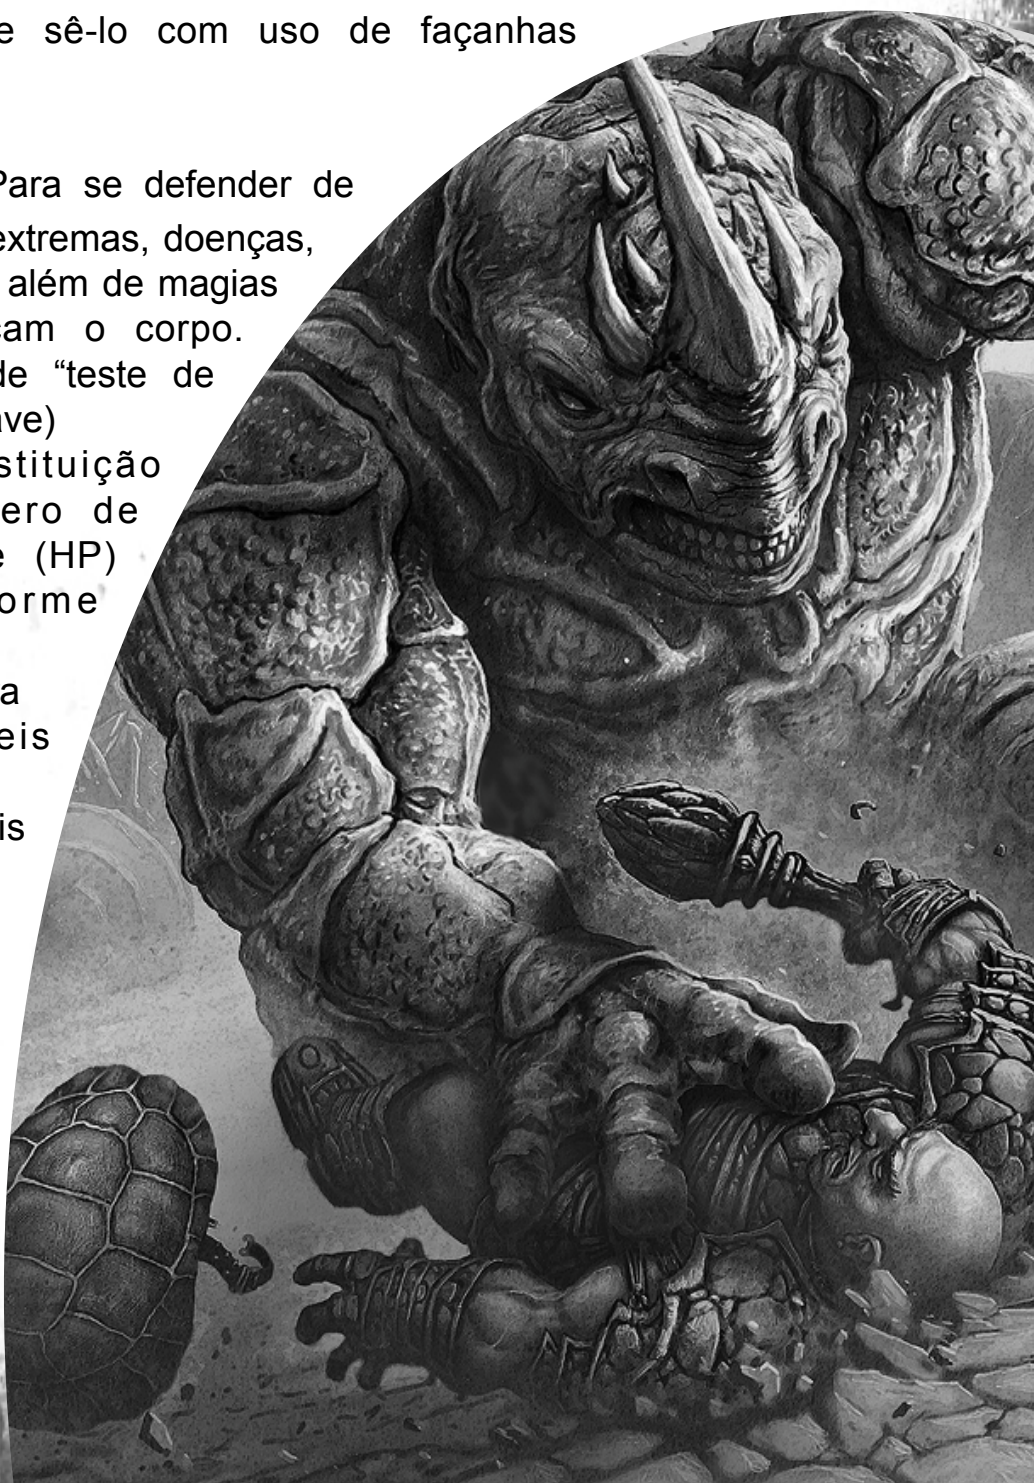 e sê-lo com uso de façanhas
Para se defender de
extremas, doenças,
além de magias
çam o corpo.
de “teste de
ave)
stituição
ero de
e (HP)
orme
a
eis
is